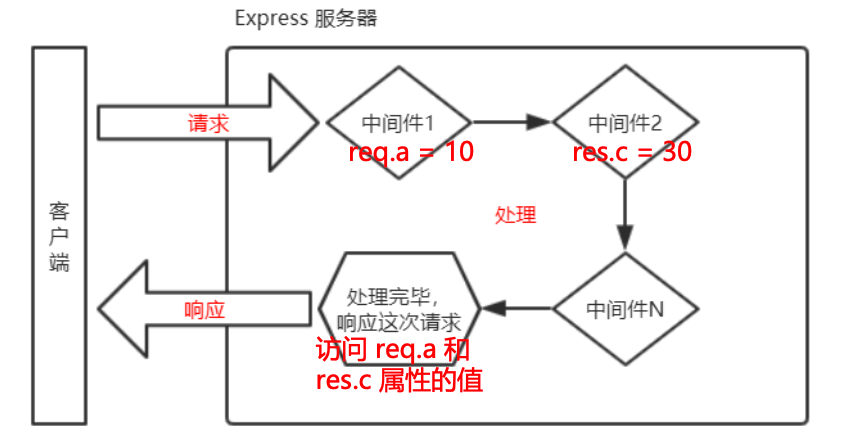 Express 服务器
客户端
请求
中间件1
req.a = 10
中间件2
res.c = 30
处理
中间件N
处理完毕，
响应这次请求
访问 req.a 和
res.c 属性的值
响应